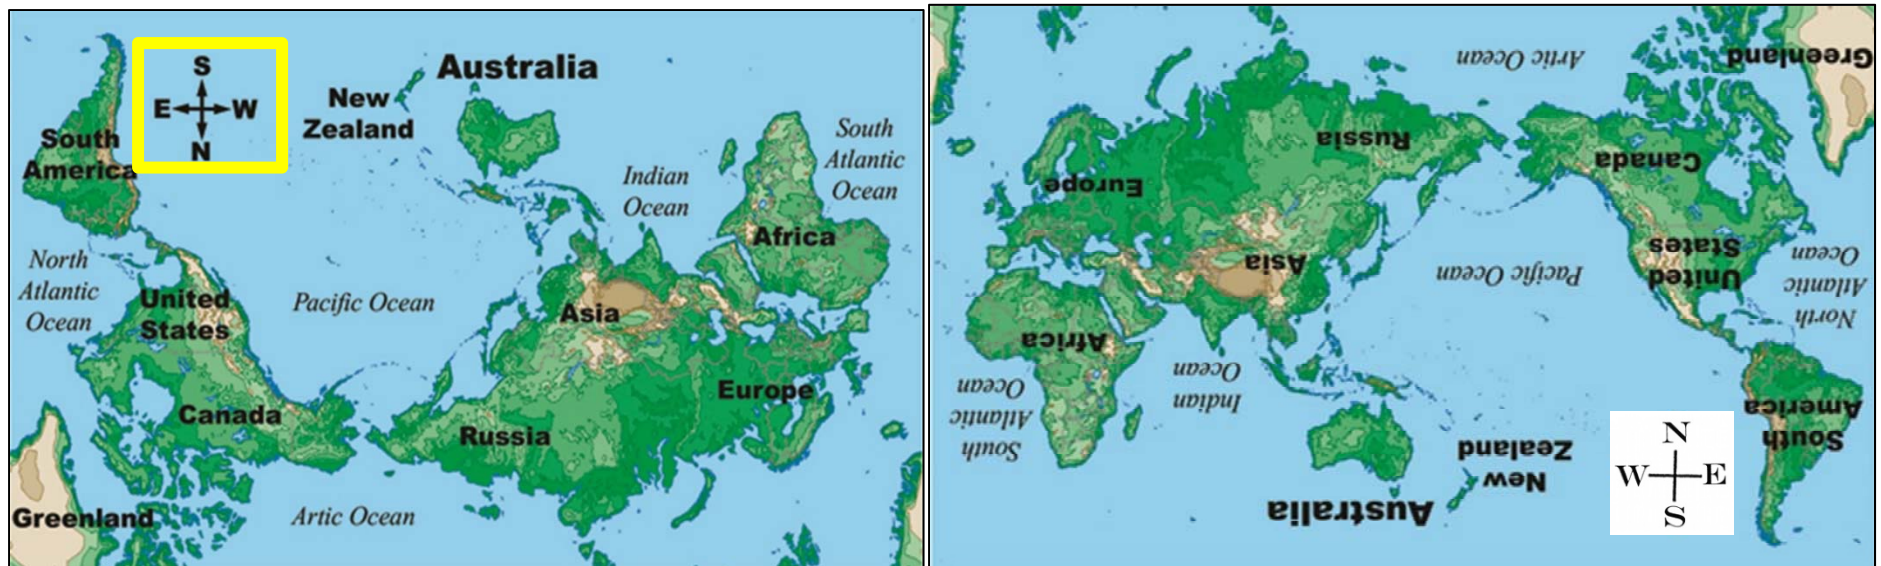 S
E W
N
Australia
New
Zealand
South
America
South
Atlantic
Ocean
Indian
Ocean
Africa
North
Atlantic
Ocean
United
States
Pacific Ocean
Asia
Europe
Canada
Russia
Greenland
Artic Ocean
Artic Ocean
Greenland
Russia
Canada
Europe
United
States
Asia
Pacific Ocean
North
Atlantic
Ocean
Africa
Indian
Ocean
South
Atlantic
Ocean
South
America
New
Zealand
Australia
N
W E
S